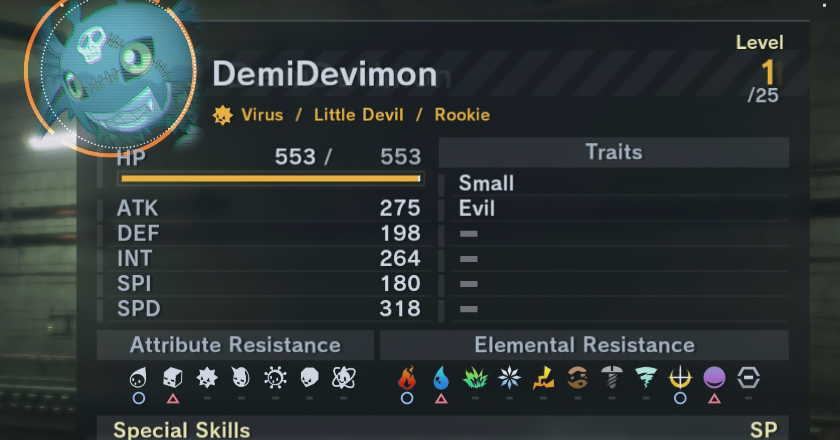 Level
DemiDevimon
1
/25
Virus / Little Devil / Rookie
HP 553 / 553
Traits
Small
ATK 275
Evil
DEF 198
INT 264
SPI 180
SPD 318
Attribute Resistance
Elemental Resistance
Special Skills
SP